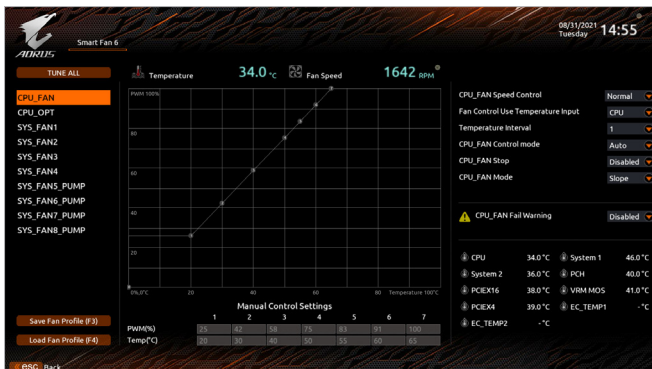 08/31/2021
Tuesday
14:55
AORUS
Smart Fan 6
TUNE ALL
Temperature 34.0 °C Fan Speed 1642 RPM
CPU_FAN
CPU_OPT
SYS_FAN1
SYS_FAN2
SYS_FAN3
SYS_FAN4
SYS_FAN5_PUMP
SYS_FAN6_PUMP
SYS_FAN7_PUMP
SYS_FAN8_PUMP
Save Fan Profile (F3)
Load Fan Profile (F4)
PWM 100%
80
60
40
20
0%,0°C 20 40 60 80 Temperature 100°C
Manual Control Settings
1 2 3 4 5 6 7
PWM(%) 25 42 58 75 83 91 100
Temp(°C) 20 30 40 50 55 60 65
CPU_FAN Speed Control Normal
Fan Control Use Temperature Input CPU
Temperature Interval 1
CPU_FAN Control mode Auto
CPU_FAN Stop Disabled
CPU_FAN Mode Slope
CPU_FAN Fail Warning Disabled
CPU 34.0°C System 1 46.0°C
System 2 36.0°C PCH 40.0°C
PCIEX16 38.0°C VRM MOS 41.0°C
PCIEX4 39.0°C EC_TEMP1 -°C
EC_TEMP2 -°C
esc Back